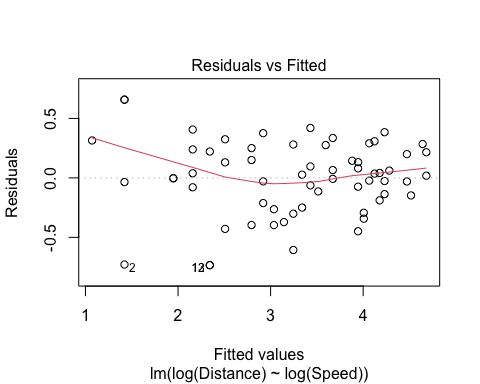 Residuals vs Fitted
Residuals
0.5
0.0
-0.5
2
1
2
3
4
Fitted values
lm(log(Distance) ~ log(Speed))